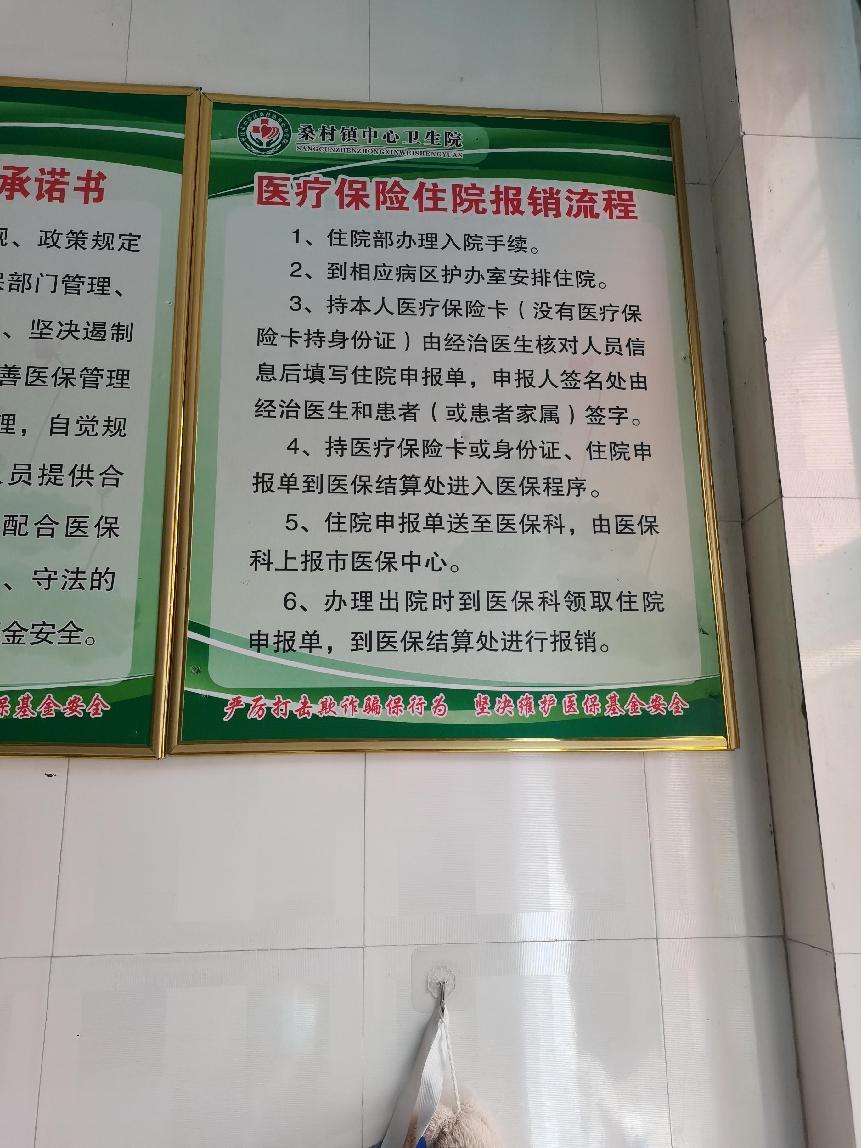 承诺书
规、政策规定
保部门管理、
、坚决遏制
善医保管理
理，自觉规
人员提供合
配合医保
、守法的
金安全。
保基金安全
桑村镇中心卫生院
SANGCUNZHENZHONGXINWEISHENGYUAN
医疗保险住院报销流程
1、住院部办理入院手续。
2、到相应病区护办室安排住院。
3、持本人医疗保险卡（没有医疗保
险卡持身份证）由经治医生核对人员信
息后填写住院申报单，申报人签名处由
经治医生和患者（或患者家属）签字。
4、持医疗保险卡或身份证、住院申
报单到医保结算处进入医保程序。
5、住院申报单送至医保科，由医保
科上报市医保中心。
6、办理出院时到医保科领取住院
申报单，到医保结算处进行报销。
严厉打击欺诈骗保行为 坚决维护医保基金安全